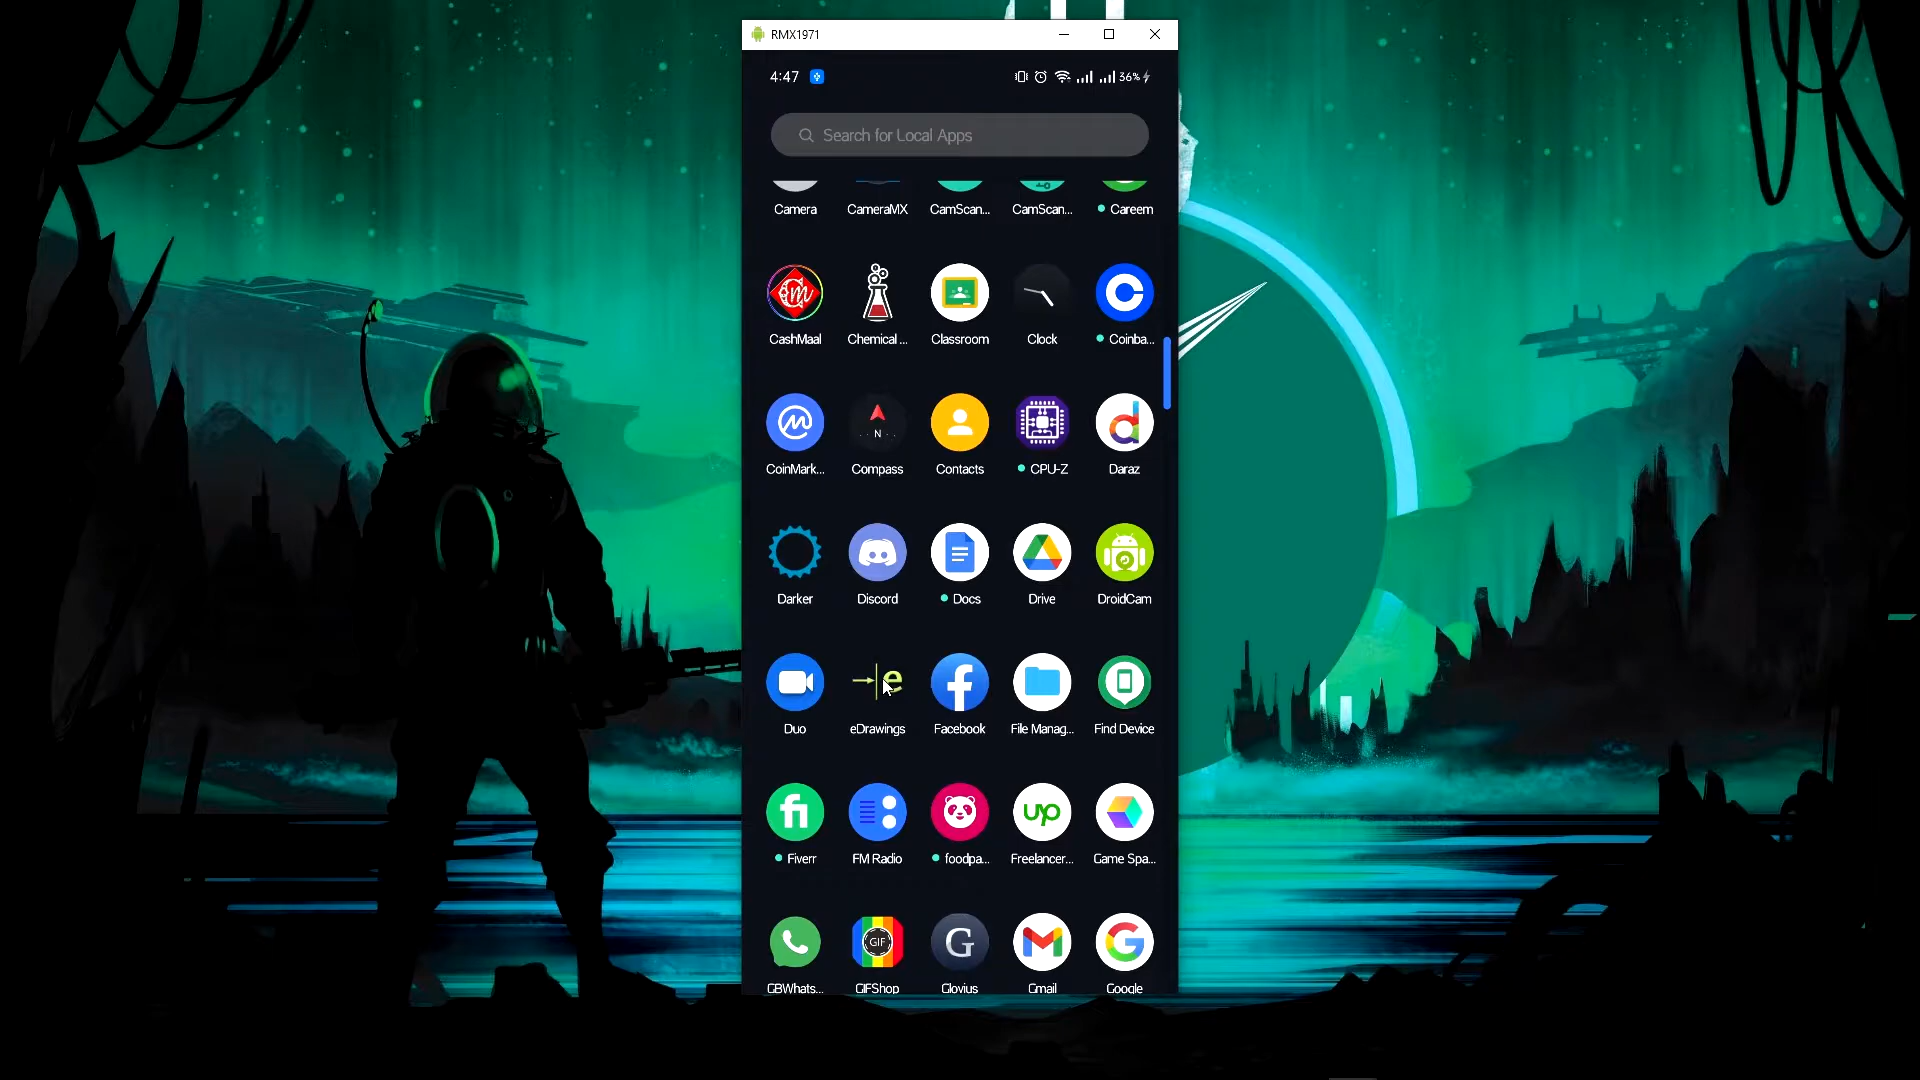 RMX1971
4:47 36%
Search for Local Apps
Camera CameraMX CamScan... CamScan... Careem
CashMaal Chemical ... Classroom Clock Coinba...
N
CoinMark... Compass Contacts CPU-Z Daraz
Darker Discord Docs Drive DroidCam
e
Duo eDrawings Facebook File Manag... Find Device
fi up
Fiverr FM Radio foodpa... Freelancer... Game Spa...
GIF G
GBWhats... GIFShop Glovius Gmail Google